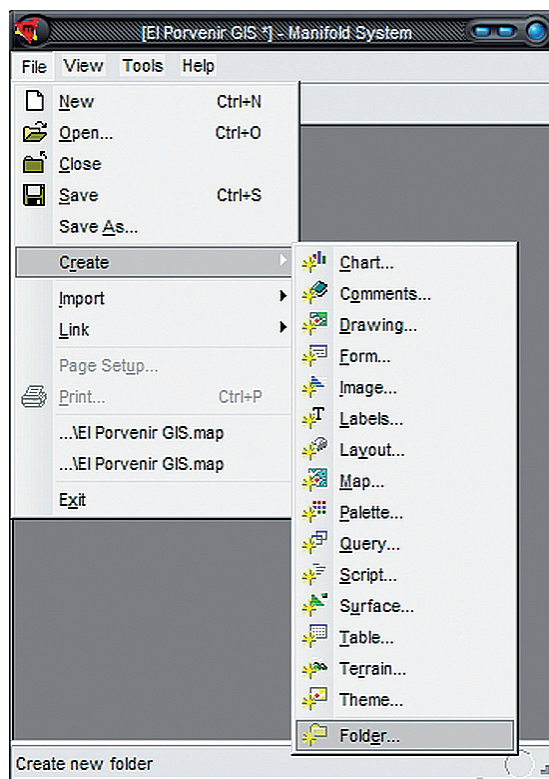 [El Porvenir GIS *] - Manifold System
File View Tools Help
New Ctrl+N
Open... Ctrl+O
Close
Save Ctrl+S
Save As...
Create
Import
Link
Page Setup...
Print... Ctrl+P
...\El Porvenir GIS.map
...\El Porvenir GIS.map
Exit
Chart...
Comments...
Drawing...
Form...
Image...
Labels...
Layout...
Map...
Palette...
Query...
Script...
Surface...
Table...
Terrain...
Theme...
Folder...
Create new folder